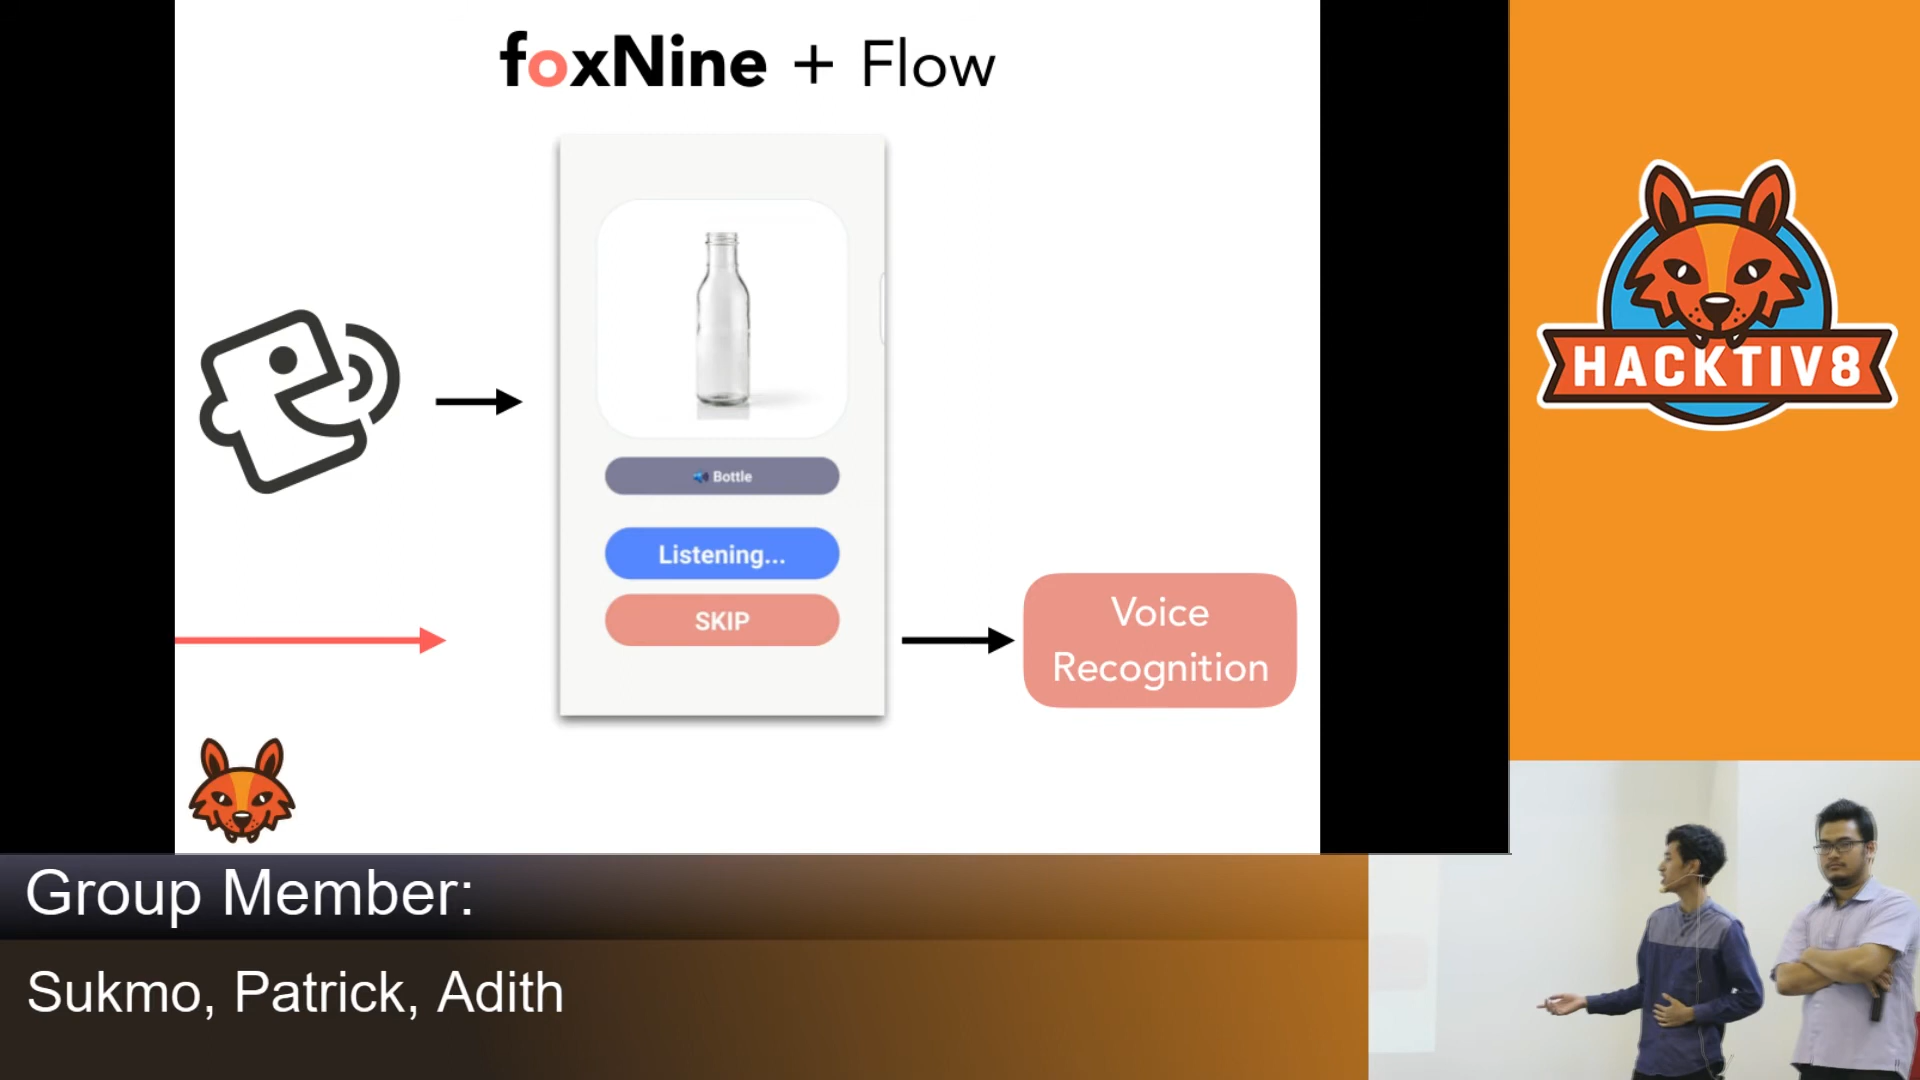 foxNine + Flow
Bottle
Listening...
SKIP
Voice
Recognition
HACKTIV8
Group Member:
Sukmo, Patrick, Adith